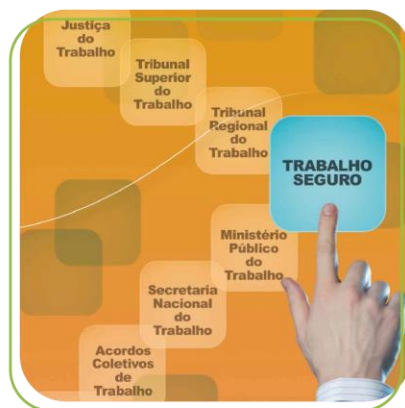 Justiça
do
Trabalho
Tribunal
Superior
do
Trabalho
Tribunal
Regional
do
Trabalho
TRABALHO
SEGURO
Ministério
Público
do
Trabalho
Secretaria
Nacional
do
Trabalho
Acordos
Coletivos
de
Trabalho